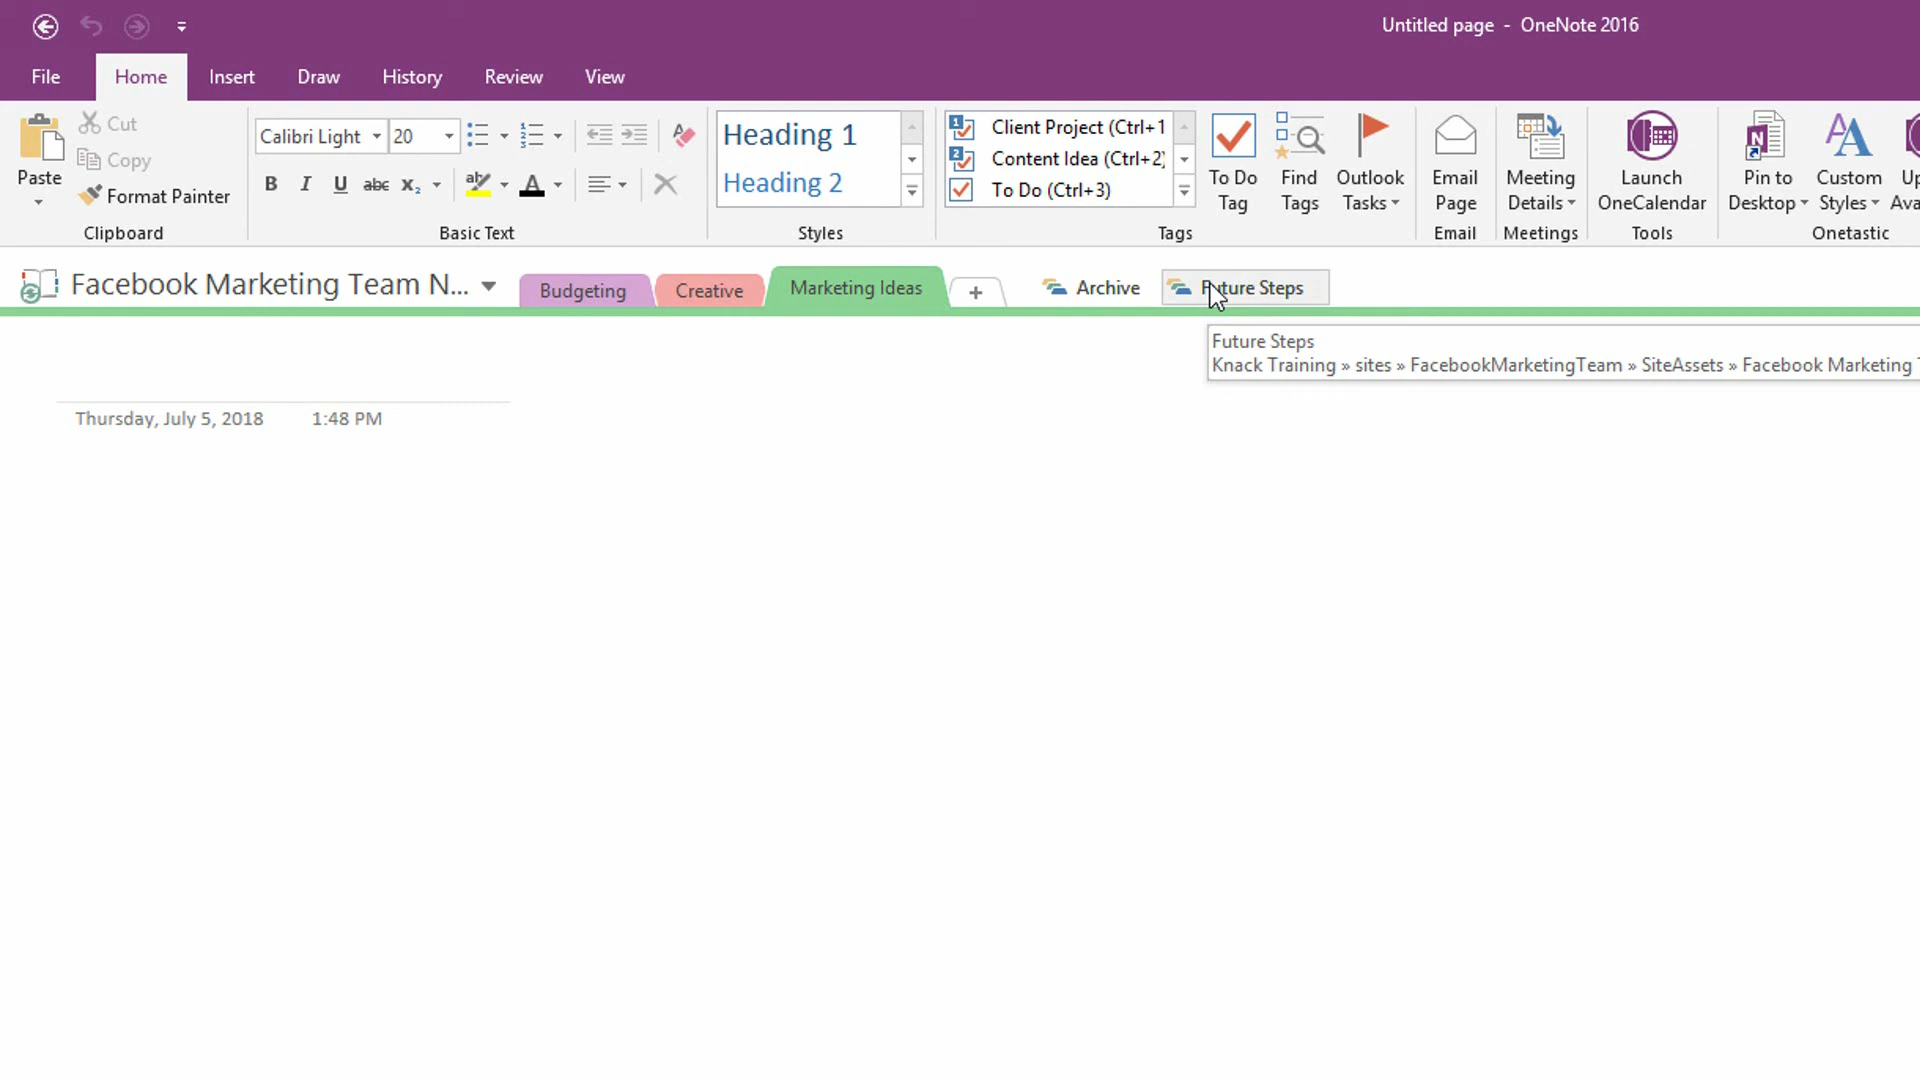 Untitled page - OneNote 2016
File Home Insert Draw History Review View
Paste
Cut
Copy
Format Painter
Clipboard
Calibri Light 20
B I U abc X₂ A
Basic Text
Heading 1
Heading 2
Styles
Client Project (Ctrl+1
Content Idea (Ctrl+2)
To Do (Ctrl+3)
To Do Tag
Find Tags
Outlook Tasks
Tags
Email Page
Email
Meeting Details
Meetings
Launch OneCalendar
Tools
Pin to Desktop
Custom Styles
Onetastic
Facebook Marketing Team N... Budgeting Creative Marketing Ideas + Archive Future Steps
Future Steps
Knack Training » sites » FacebookMarketingTeam » SiteAssets » Facebook Marketing
Thursday, July 5, 2018 1:48 PM